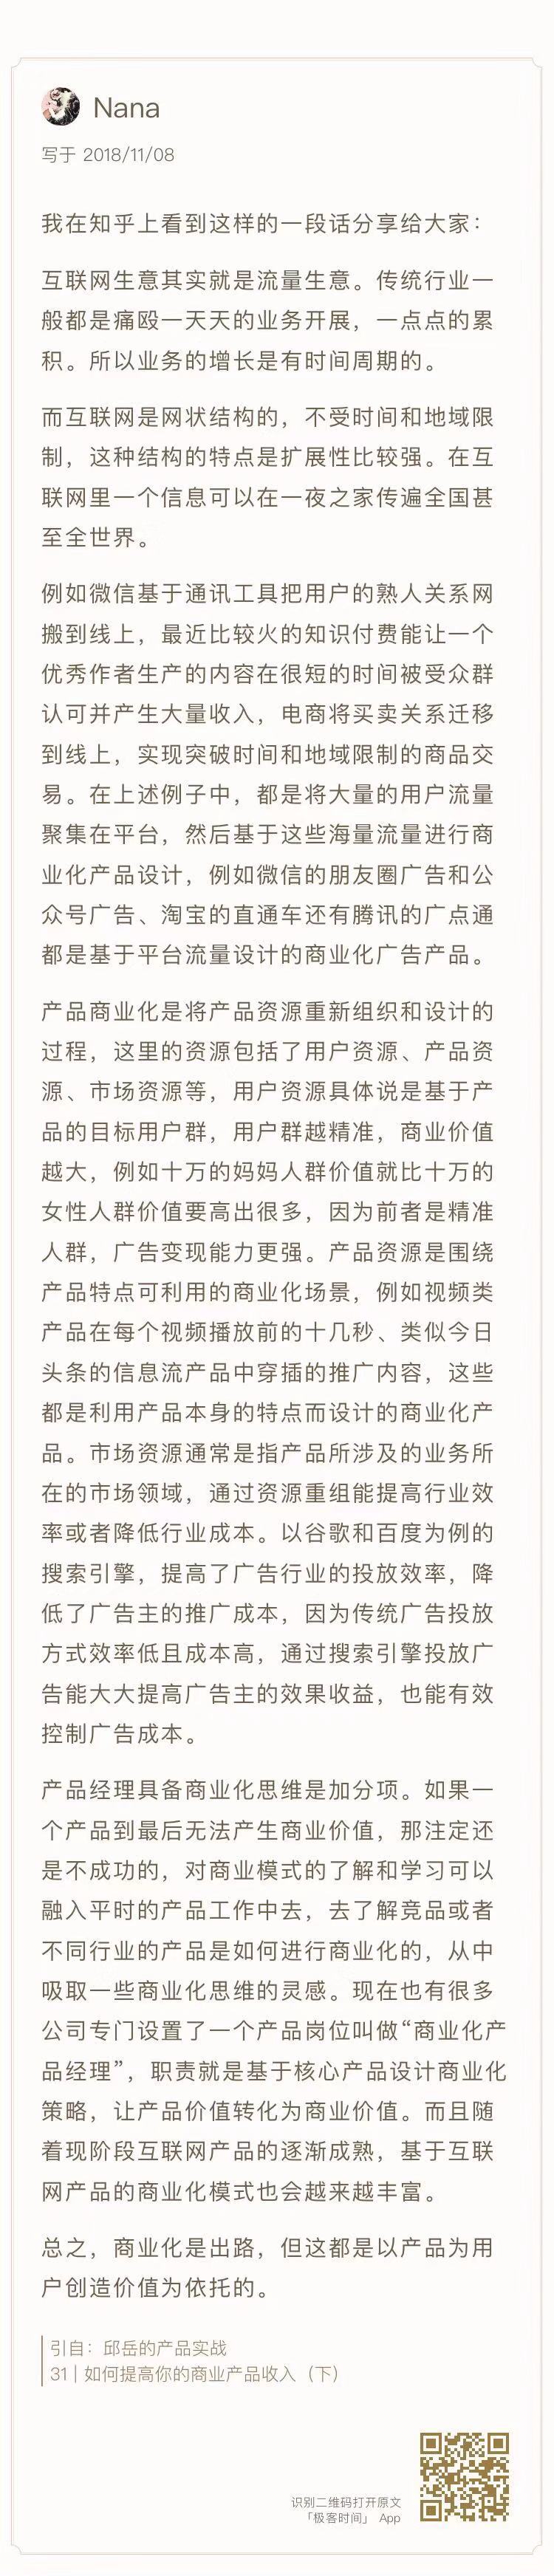 Nana
写于 2018/11/08
我在知乎上看到这样的一段话分享给大家：
互联网生意其实就是流量生意。传统行业一
般都是痛殴一天天的业务开展，一点点的累
积。所以业务的增长是有时间周期的。
而互联网是网状结构的，不受时间和地域限
制，这种结构的特点是扩展性比较强。在互
联网里一个信息可以在一夜之家传遍全国甚
至全世界。
例如微信基于通讯工具把用户的熟人关系网
搬到线上，最近比较火的知识付费能让一个
优秀作者生产的内容在很短的时间被受众群
认可并产生大量收入，电商将买卖关系迁移
到线上，实现突破时间和地域限制的商品交
易。在上述例子中，都是将大量的用户流量
聚集在平台，然后基于这些海量流量进行商
业化产品设计，例如微信的朋友圈广告和公
众号广告、淘宝的直通车还有腾讯的广点通
都是基于平台流量设计的商业化广告产品。
产品商业化是将产品资源重新组织和设计的
过程，这里的资源包括了用户资源、产品资
源、市场资源等，用户资源具体说是基于产
品的目标用户群，用户群越精准，商业价值
越大，例如十万的妈妈人群价值就比十万的
女性人群价值要高出很多，因为前者是精准
人群，广告变现能力更强。产品资源是围绕
产品特点可利用的商业化场景，例如视频类
产品在每个视频播放前的十几秒、类似今日
头条的信息流产品中穿插的推广内容，这些
都是利用产品本身的特点而设计的商业化产
品。市场资源通常是指产品所涉及的业务所
在的市场领域，通过资源重组能提高行业效
率或者降低行业成本。以谷歌和百度为例的
搜索引擎，提高了广告行业的投放效率，降
低了广告主的推广成本，因为传统广告投放
方式效率低且成本高，通过搜索引擎投放广
告能大大提高广告主的效果收益，也能有效
控制广告成本。
产品经理具备商业化思维是加分项。如果一
个产品到最后无法产生商业价值，那注定还
是不成功的，对商业模式的了解和学习可以
融入平时的产品工作中去，去了解竞品或者
不同行业的产品是如何进行商业化的，从中
吸取一些商业化思维的灵感。现在也有很多
公司专门设置了一个产品岗位叫做“商业化产
品经理”，职责就是基于核心产品设计商业化
策略，让产品价值转化为商业价值。而且随
着现阶段互联网产品的逐渐成熟，基于互联
网产品的商业化模式也会越来越丰富。
总之，商业化是出路，但这都是以产品为用
户创造价值为依托的。
引自：邱岳的产品实战
31 | 如何提高你的商业产品收入（下）
识别二维码打开原文
「极客时间」 App